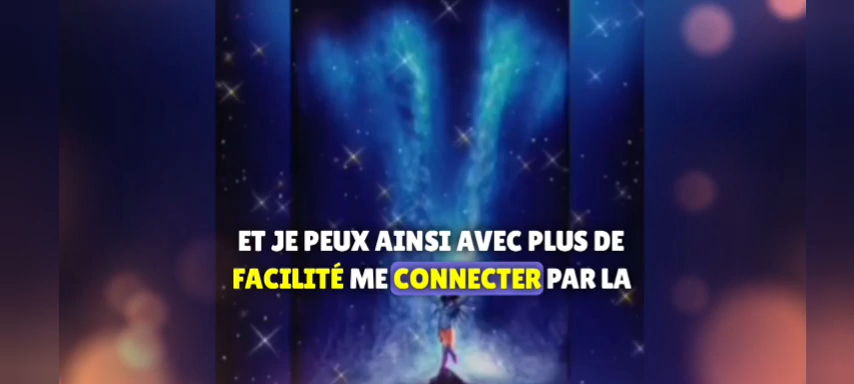 ET JE PEUX AINSI AVEC PLUS DE
FACILITÉ ME CONNECTER PAR LA